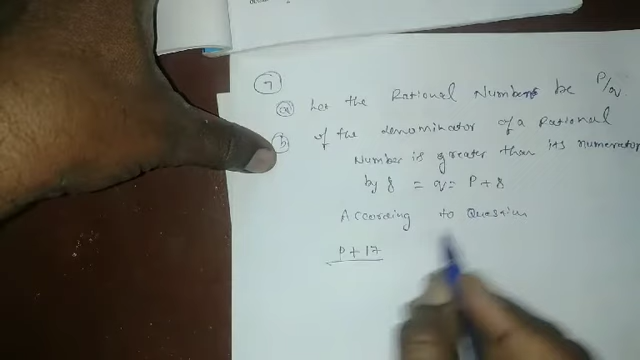 7
a Let the Rational Numbers be P/q.
b of the denominator of a Rational
Number is greater than its numerator
by 8 = q = P + 8
According to Question
P + 17